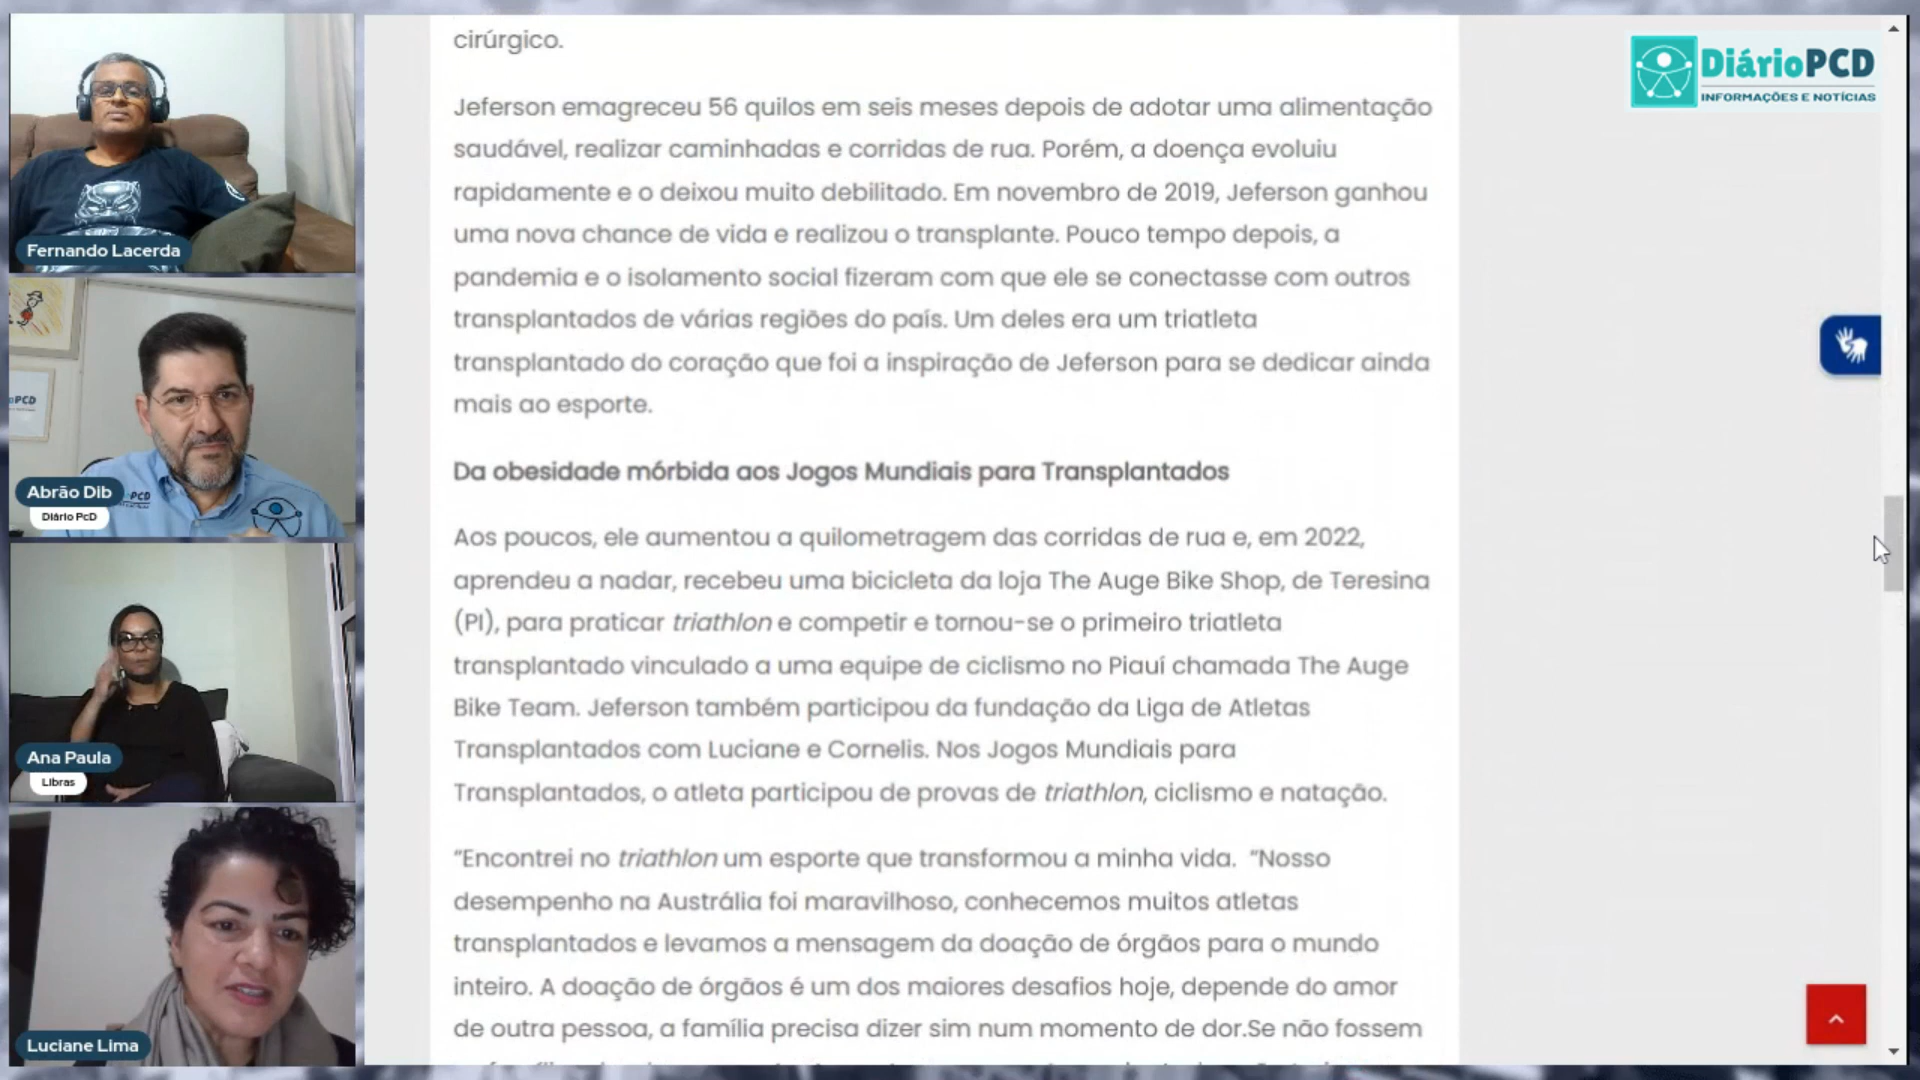 cirúrgico.
Jeferson emagreceu 56 quilos em seis meses depois de adotar uma alimentação
saudável, realizar caminhadas e corridas de rua. Porém, a doença evoluiu
rapidamente e o deixou muito debilitado. Em novembro de 2019, Jeferson ganhou
uma nova chance de vida e realizou o transplante. Pouco tempo depois, a
pandemia e o isolamento social fizeram com que ele se conectasse com outros
transplantados de várias regiões do país. Um deles era um triatleta
transplantado do coração que foi a inspiração de Jeferson para se dedicar ainda
mais ao esporte.
Da obesidade mórbida aos Jogos Mundiais para Transplantados
Aos poucos, ele aumentou a quilometragem das corridas de rua e, em 2022,
aprendeu a nadar, recebeu uma bicicleta da loja The Auge Bike Shop, de Teresina
(PI), para praticar triathlon e competir e tornou-se o primeiro triatleta
transplantado vinculado a uma equipe de ciclismo no Piauí chamada The Auge
Bike Team. Jeferson também participou da fundação da Liga de Atletas
Transplantados com Luciane e Cornelis. Nos Jogos Mundiais para
Transplantados, o atleta participou de provas de triathlon, ciclismo e natação.
“Encontrei no triathlon um esporte que transformou a minha vida.  “Nosso
desempenho na Austrália foi maravilhoso, conhecemos muitos atletas
transplantados e levamos a mensagem da doação de órgãos para o mundo
inteiro. A doação de órgãos é um dos maiores desafios hoje, depende do amor
de outra pessoa, a família precisa dizer sim num momento de dor.Se não fossem
DiárioPCD
INFORMAÇÕES E NOTÍCIAS
Fernando Lacerda
oPCD
PCD
Abrão Dib
Diário PcD
Ana Paula
Libras
Luciane Lima